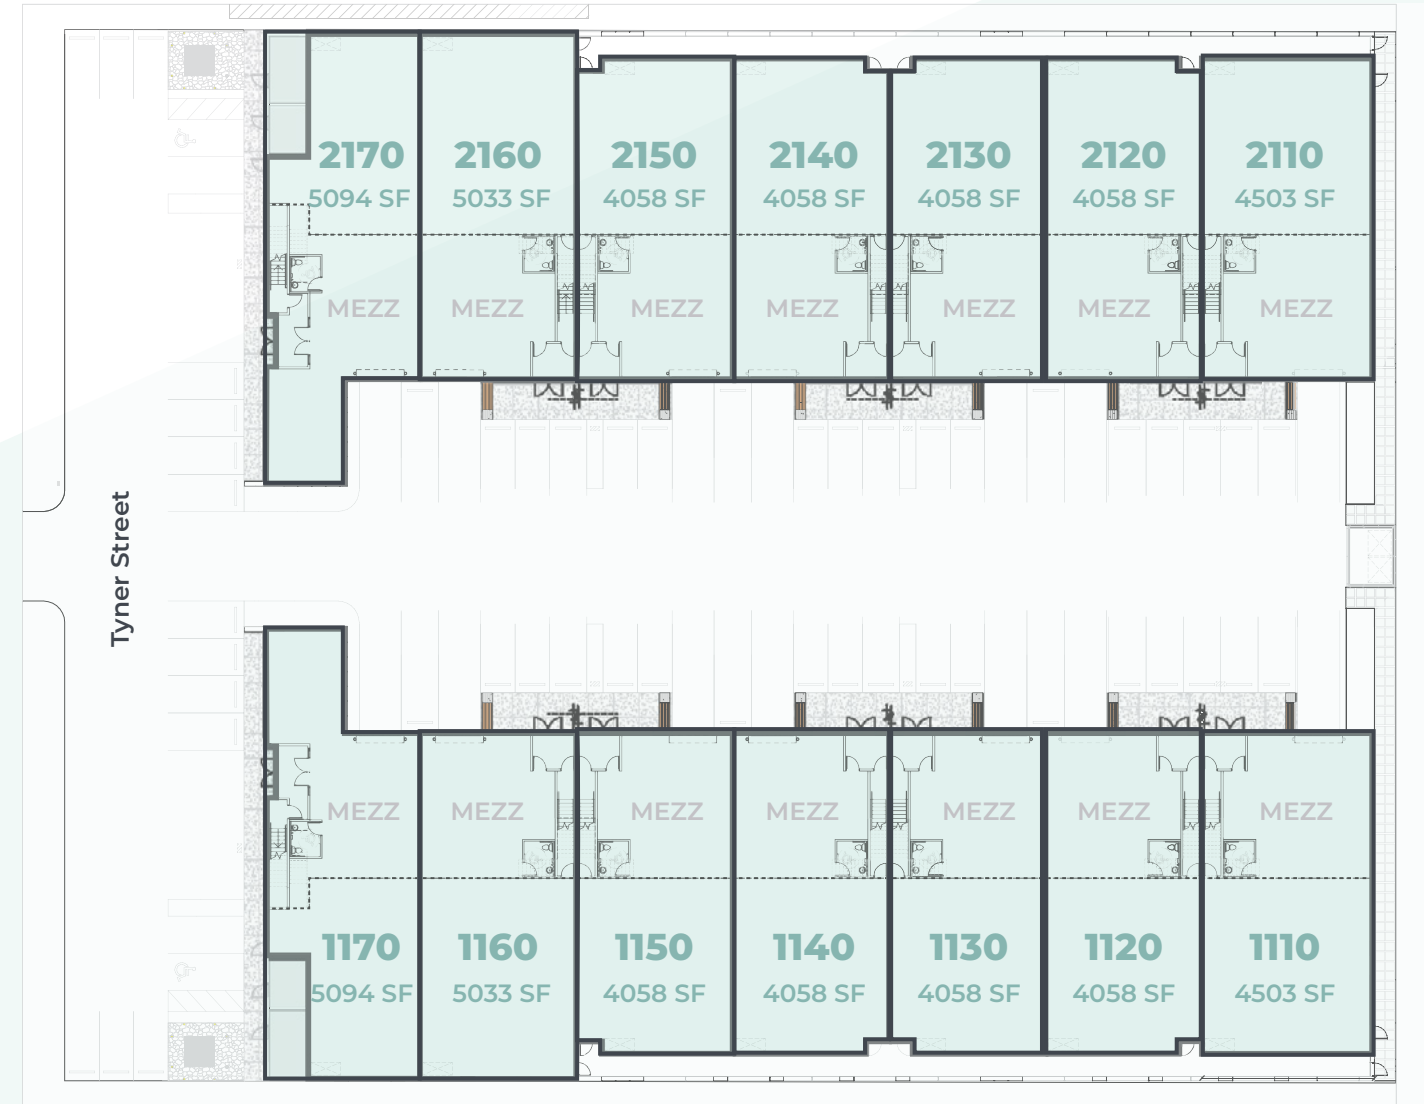 2170
5094 SF
2160
5033 SF
2150
4058 SF
2140
4058 SF
2130
4058 SF
2120
4058 SF
2110
4503 SF
MEZZ
MEZZ
MEZZ
MEZZ
MEZZ
MEZZ
MEZZ
Tyner Street
MEZZ
MEZZ
MEZZ
MEZZ
MEZZ
MEZZ
MEZZ
1170
5094 SF
1160
5033 SF
1150
4058 SF
1140
4058 SF
1130
4058 SF
1120
4058 SF
1110
4503 SF